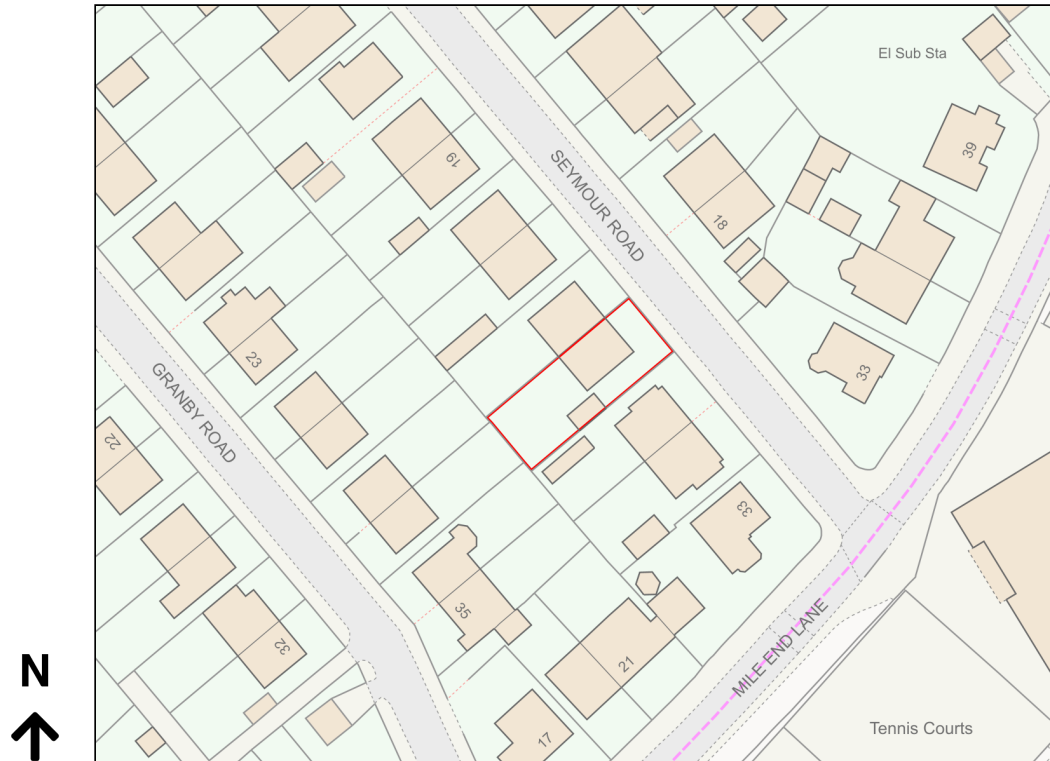 El Sub Sta
39
19
SEYMOUR ROAD
18
23
33
GRANBY ROAD
22
33
35
32
21
MILE END LANE
N
17
Tennis Courts